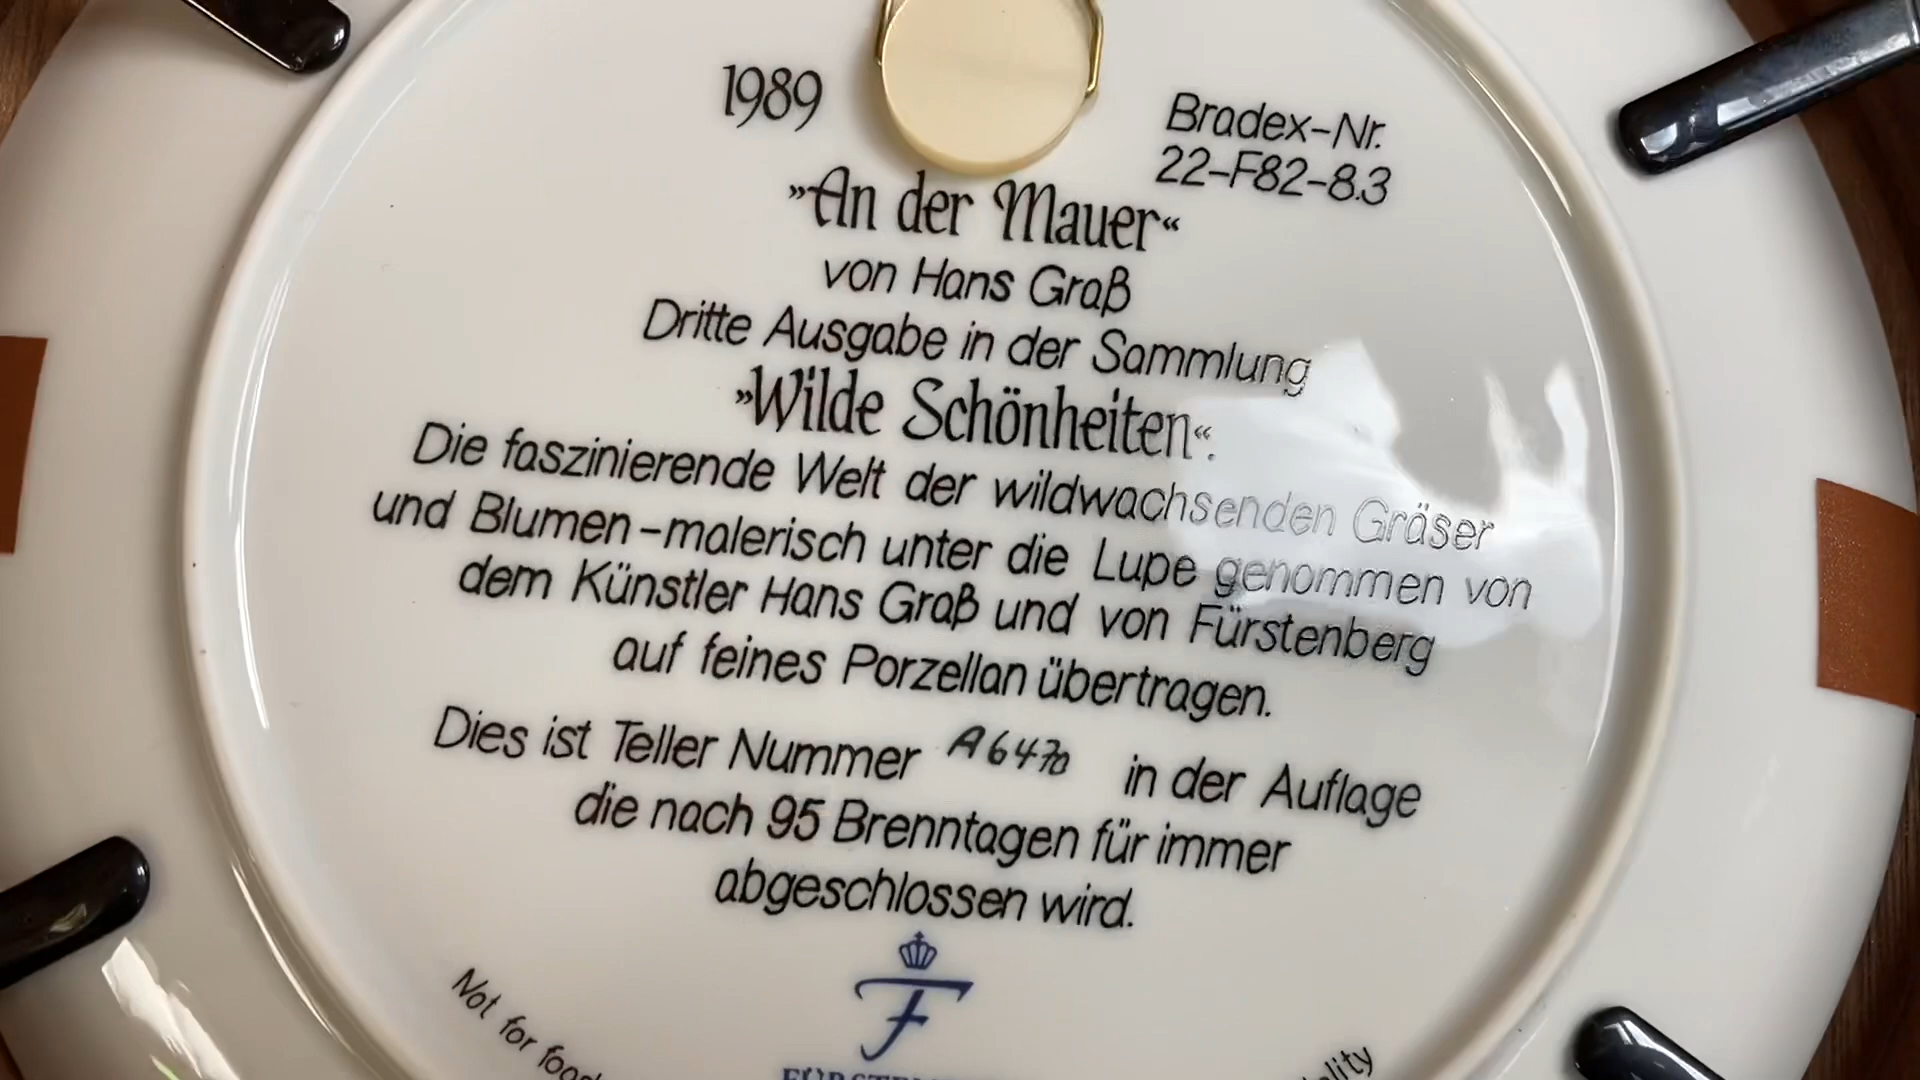 1989
Bradex-Nr.
22-F82-8.3
»An der Mauer«
von Hans Graß
Dritte Ausgabe in der Sammlung
»Wilde Schönheiten«.
Die faszinierende Welt der wildwachsenden Gräser
und Blumen - malerisch unter die Lupe genommen von
dem Künstler Hans Graß und von Fürstenberg
auf feines Porzellan übertragen.
Dies ist Teller Nummer A6470 in der Auflage
die nach 95 Brenntagen für immer
abgeschlossen wird.
F
Not for